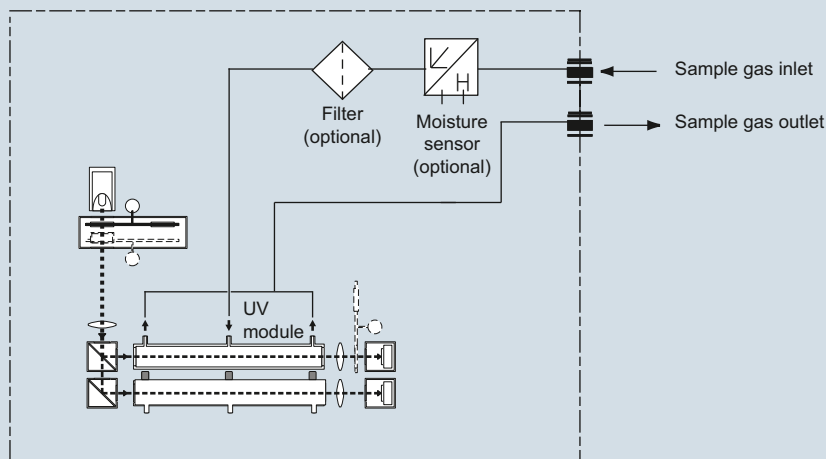 Sample gas inlet
Filter
(optional)
Moisture
sensor
(optional)
H
Sample gas outlet
UV
module